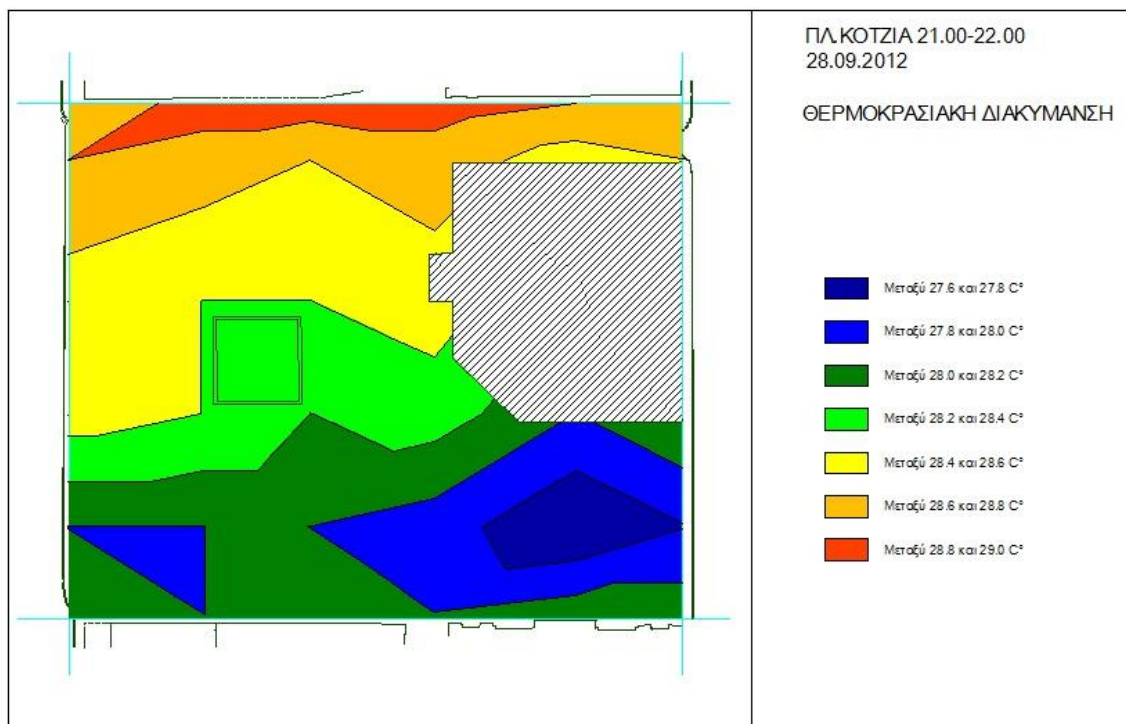 ΠΛ.ΚΟΤΖΙΑ 21.00-22.00
28.09.2012
ΘΕΡΜΟΚΡΑΣΙΑΚΗ ΔΙΑΚΥΜΑΝΣΗ
Μεταξύ 27.6 και 27.8 C°
Μεταξύ 27.8 και 28.0 C°
Μεταξύ 28.0 και 28.2 C°
Μεταξύ 28.2 και 28.4 C°
Μεταξύ 28.4 και 28.6 C°
Μεταξύ 28.6 και 28.8 C°
Μεταξύ 28.8 και 29.0 C°